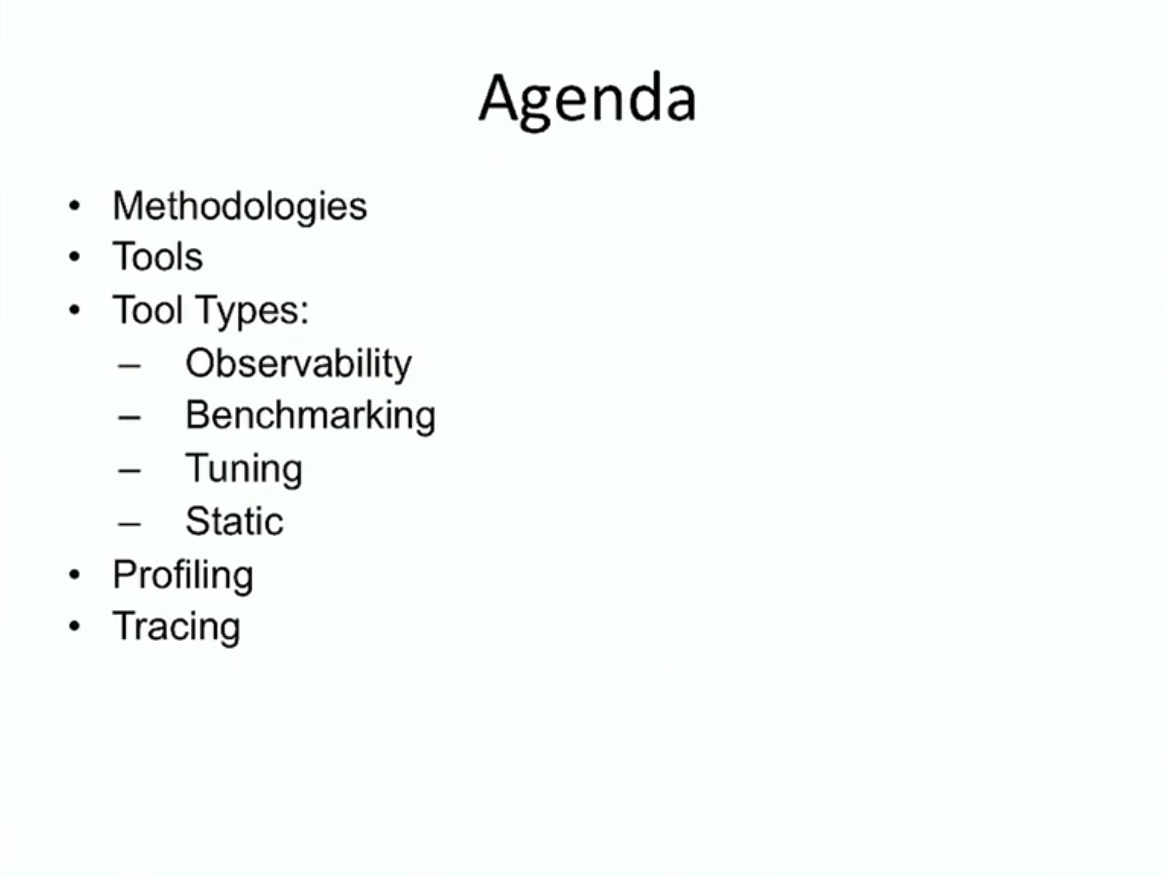 Agenda
• Methodologies
• Tools
• Tool Types:
– Observability
– Benchmarking
– Tuning
– Static
• Profiling
• Tracing